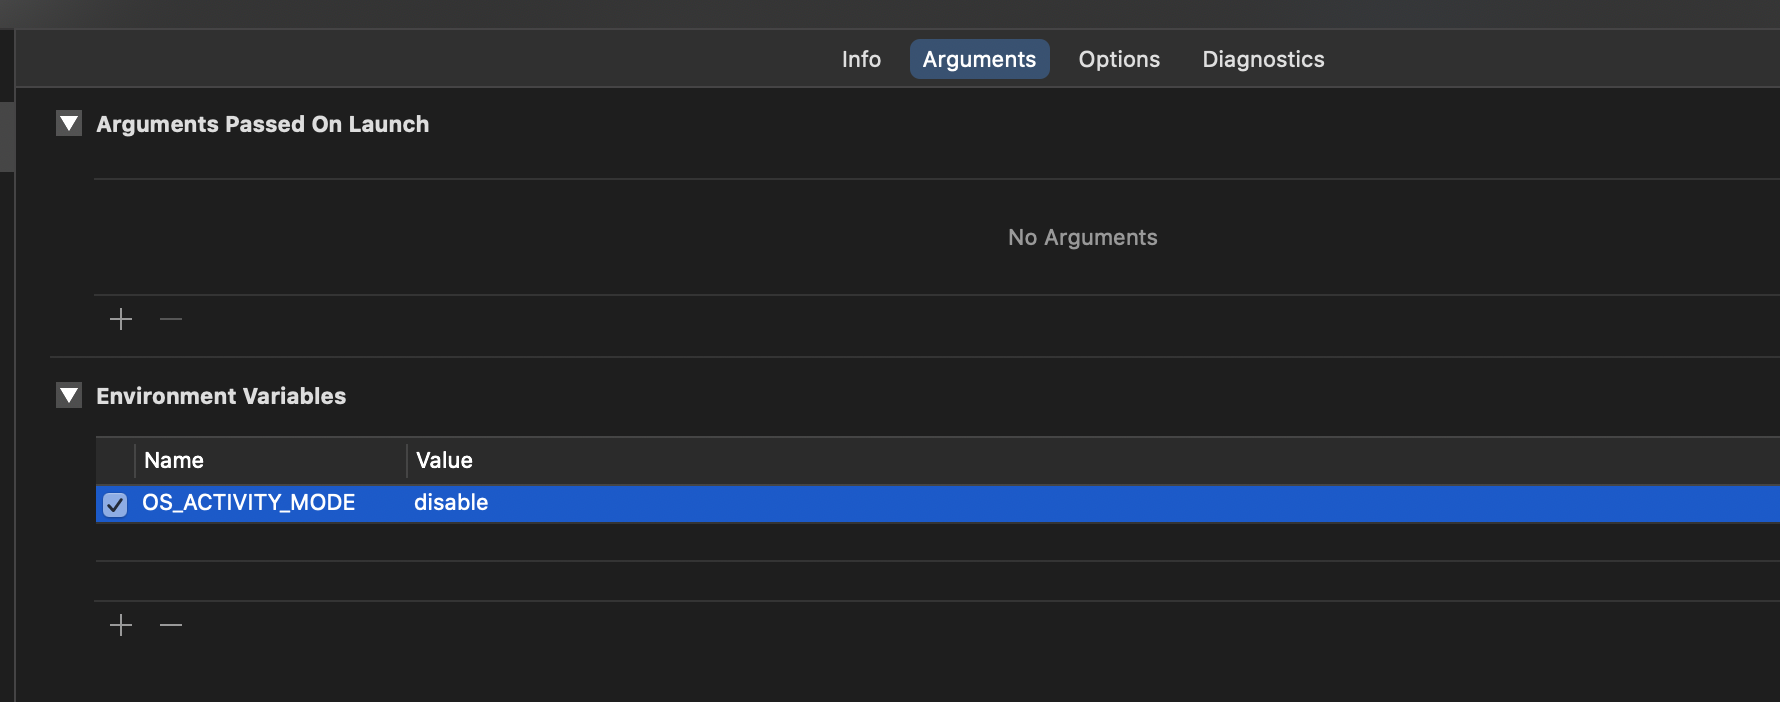 Info Arguments Options Diagnostics
Arguments Passed On Launch
No Arguments
Environment Variables
Name Value
OS_ACTIVITY_MODE disable